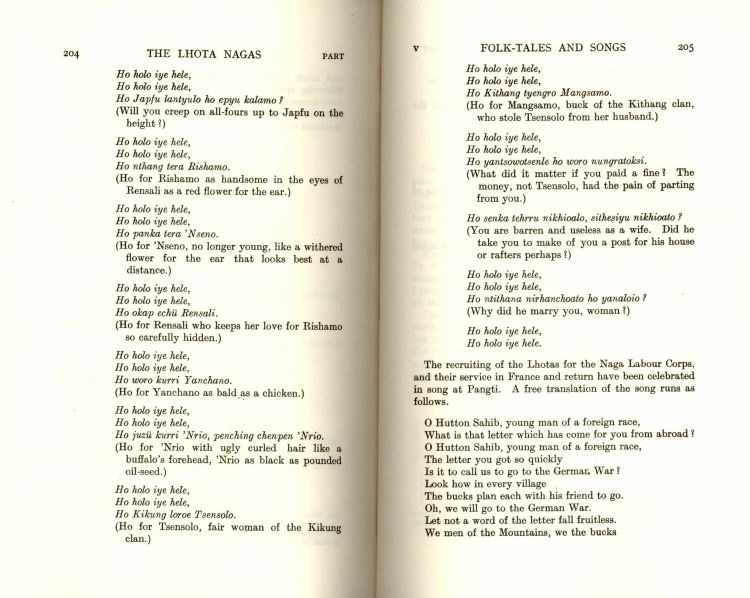 204 THE LHOTA NAGAS PART
Ho holo iye hele,
Ho holo iye hele,
Ho Japfu lantyulo ho epyu kalamo ?
(Will you creep on all-fours up to Japfu on the
height ?)
Ho holo iye hele,
Ho holo iye hele,
Ho nthang tera Rishamo.
(Ho for Rishamo as handsome in the eyes of
Rensali as a red flower for the ear.)
Ho holo iye hele,
Ho holo iye hele,
Ho panka tera 'Nseno.
(Ho for 'Nseno, no longer young, like a withered
flower for the ear that looks best at a
distance.)
Ho holo iye hele,
Ho holo iye hele,
Ho okap echü Rensali.
(Ho for Rensali who keeps her love for Rishamo
so carefully hidden.)
Ho holo iye hele,
Ho holo iye hele,
Ho woro kurri Yanchano.
(Ho for Yanchano as bald as a chicken.)
Ho holo iye hele,
Ho holo iye hele,
Ho juzü kurri 'Nrio, penching chenpen 'Nrio.
(Ho for 'Nrio with ugly curled hair like a
buffalo's forehead, 'Nrio as black as pounded
oil-seed.)
Ho holo iye hele,
Ho holo iye hele,
Ho Kikung loroe Tsensolo.
(Ho for Tsensolo, fair woman of the Kikung
clan.)
V FOLK-TALES AND SONGS 205
Ho holo iye hele,
Ho holo iye hele,
Ho Kithang tyengro Mangsamo.
(Ho for Mangsamo, buck of the Kithang clan,
who stole Tsensolo from her husband.)
Ho holo iye hele,
Ho holo iye hele,
Ho yantsowotsenle ho woro nungratoksi.
(What did it matter if you paid a fine ? The
money, not Tsensolo, had the pain of parting
from you.)
Ho senka tehrru nikhioalo, sithesiyu nikhioato ?
(You are barren and useless as a wife. Did he
take you to make of you a post for his house
or rafters perhaps ?)
Ho holo iye hele,
Ho holo iye hele,
Ho ntithana nirhanchoato ho yanaloio ?
(Why did he marry you, woman ?)
Ho holo iye hele,
Ho holo iye hele.
The recruiting of the Lhotas for the Naga Labour Corps,
and their service in France and return have been celebrated
in song at Pangti. A free translation of the song runs as
follows.
O Hutton Sahib, young man of a foreign race,
What is that letter which has come for you from abroad ?
O Hutton Sahib, young man of a foreign race,
The letter you got so quickly
Is it to call us to go to the German War ?
Look how in every village
The bucks plan each with his friend to go.
Oh, we will go to the German War.
Let not a word of the letter fall fruitless.
We men of the Mountains, we the bucks